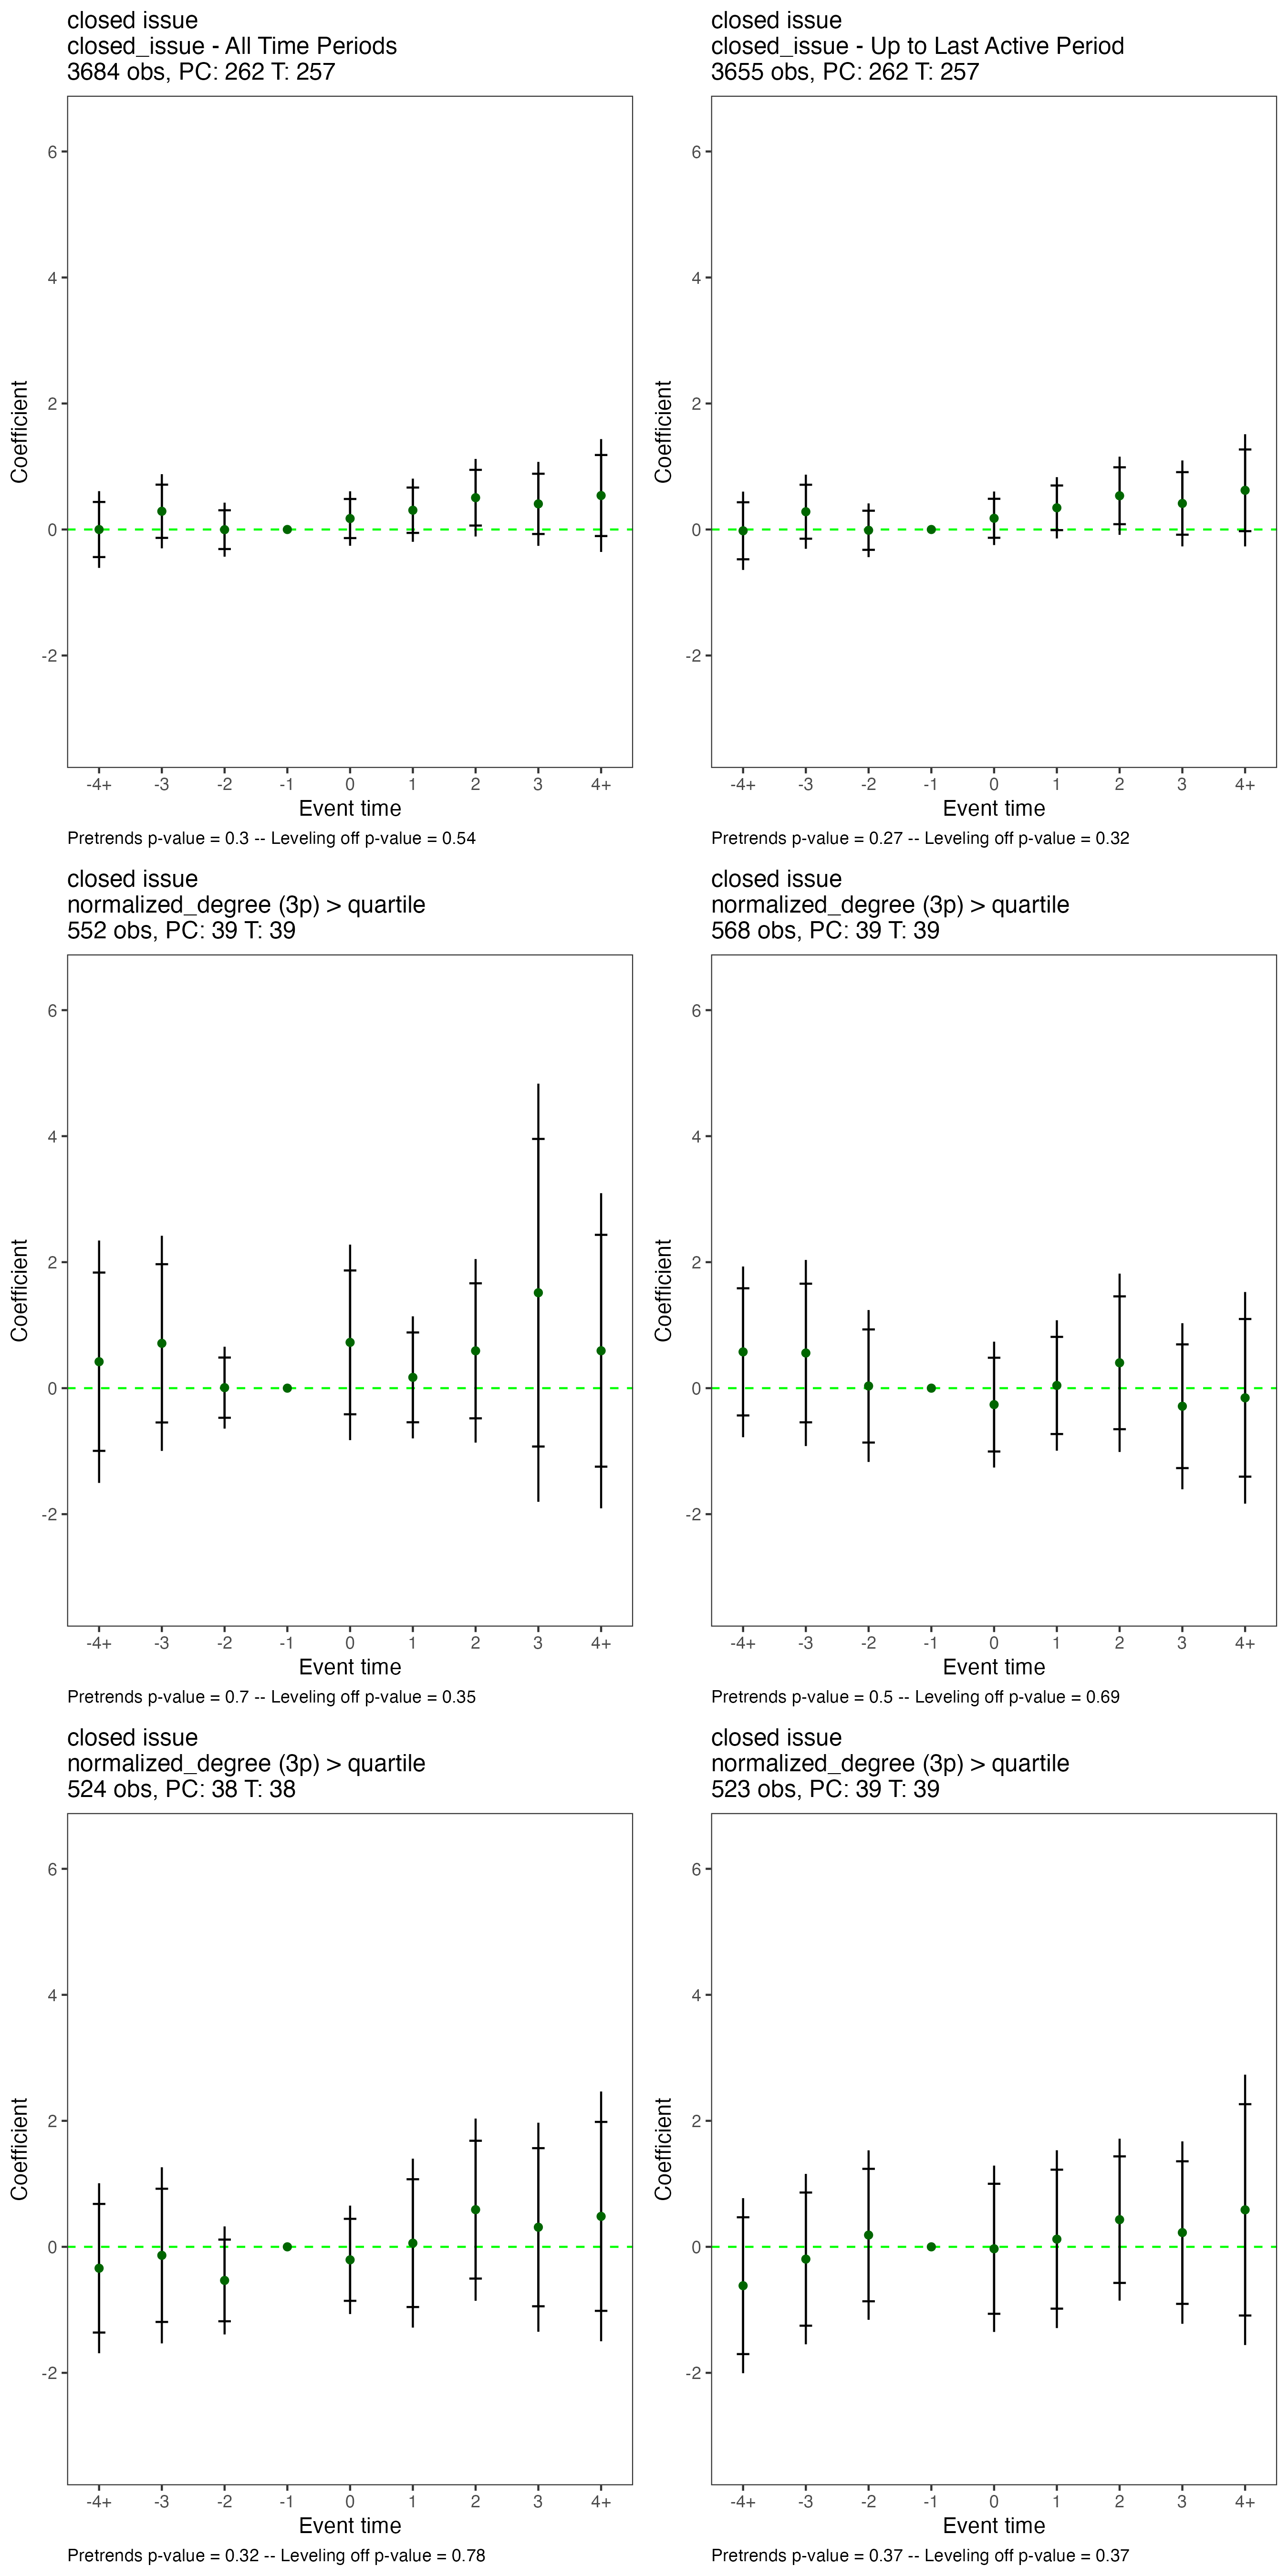 closed issue
closed_issue - All Time Periods
3684 obs, PC: 262 T: 257
6
4
2
0
-2
Coefficient
-4+ -3 -2 -1 0 1 2 3 4+
Event time
Pretrends p-value = 0.3 -- Leveling off p-value = 0.54
closed issue
closed_issue - Up to Last Active Period
3655 obs, PC: 262 T: 257
6
4
2
0
-2
Coefficient
-4+ -3 -2 -1 0 1 2 3 4+
Event time
Pretrends p-value = 0.27 -- Leveling off p-value = 0.32
closed issue
normalized_degree (3p) > quartile
552 obs, PC: 39 T: 39
6
4
2
0
-2
Coefficient
-4+ -3 -2 -1 0 1 2 3 4+
Event time
Pretrends p-value = 0.7 -- Leveling off p-value = 0.35
closed issue
normalized_degree (3p) > quartile
568 obs, PC: 39 T: 39
6
4
2
0
-2
Coefficient
-4+ -3 -2 -1 0 1 2 3 4+
Event time
Pretrends p-value = 0.5 -- Leveling off p-value = 0.69
closed issue
normalized_degree (3p) > quartile
524 obs, PC: 38 T: 38
6
4
2
0
-2
Coefficient
-4+ -3 -2 -1 0 1 2 3 4+
Event time
Pretrends p-value = 0.32 -- Leveling off p-value = 0.78
closed issue
normalized_degree (3p) > quartile
523 obs, PC: 39 T: 39
6
4
2
0
-2
Coefficient
-4+ -3 -2 -1 0 1 2 3 4+
Event time
Pretrends p-value = 0.37 -- Leveling off p-value = 0.37